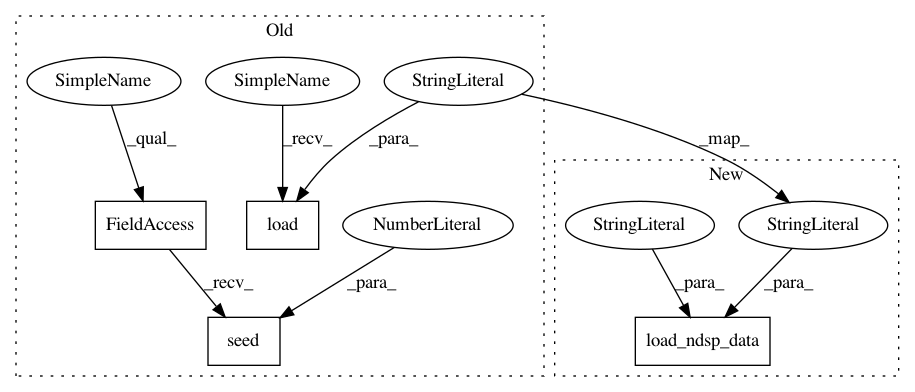 Old
SimpleName
SimpleName
StringLiteral
_qual_
_recv_
_para_
_map_
New
FieldAccess
load
NumberLiteral
StringLiteral
StringLiteral
_recv_
_para_
_para_
_para_
seed
load_ndsp_data